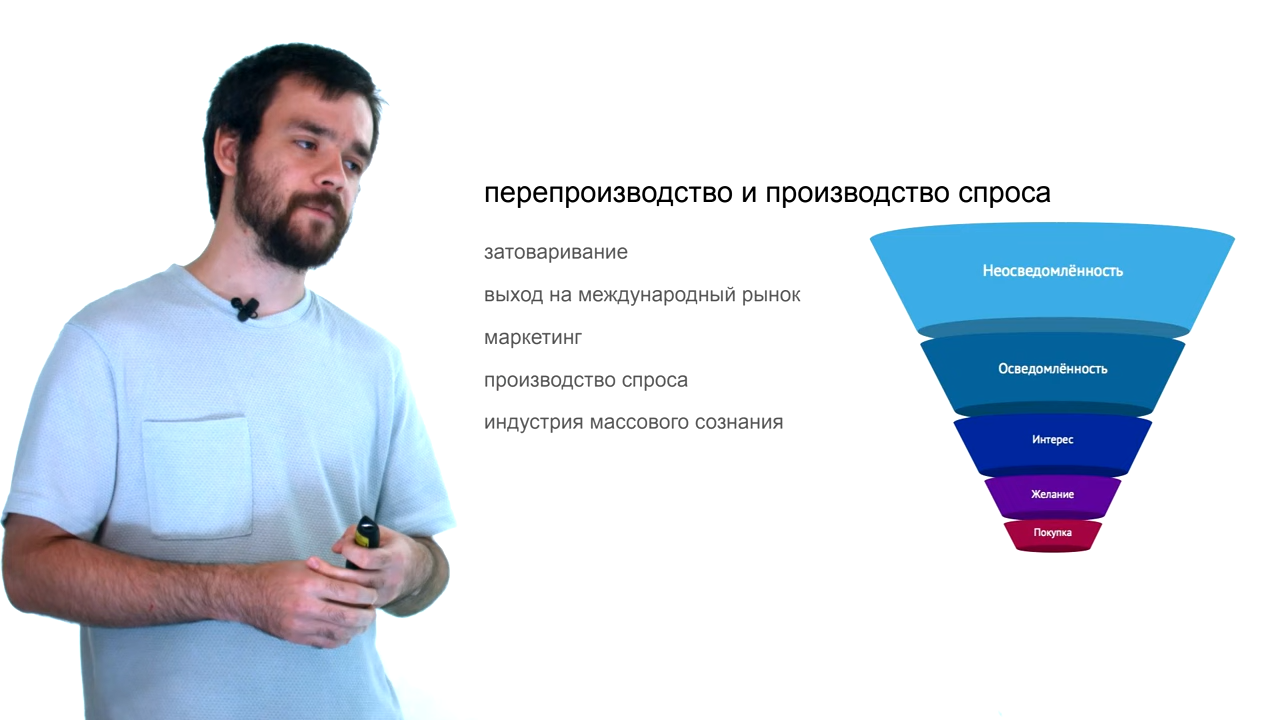 перепроизводство и производство спроса
затоваривание
выход на международный рынок
маркетинг
производство спроса
индустрия массового сознания
Неосведомлённость
Осведомлённость
Интерес
Желание
Покупка